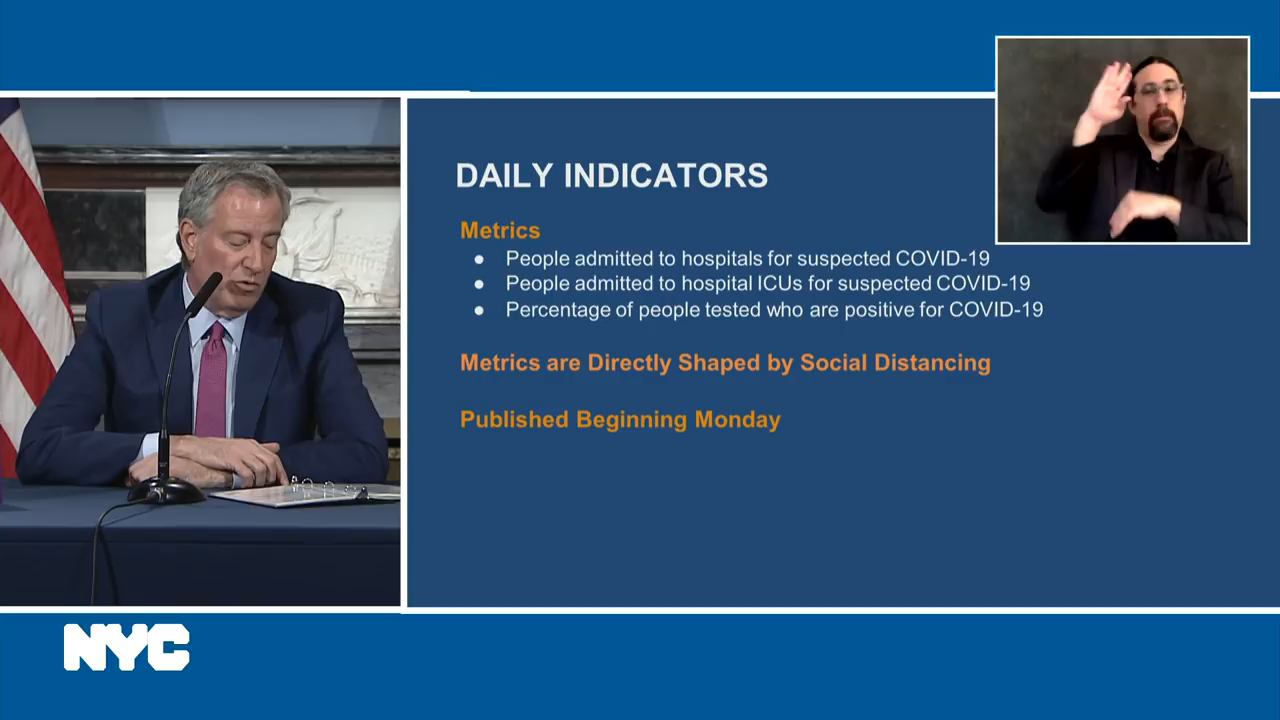 DAILY INDICATORS
Metrics
● People admitted to hospitals for suspected COVID-19
● People admitted to hospital ICUs for suspected COVID-19
● Percentage of people tested who are positive for COVID-19
Metrics are Directly Shaped by Social Distancing
Published Beginning Monday
NYC